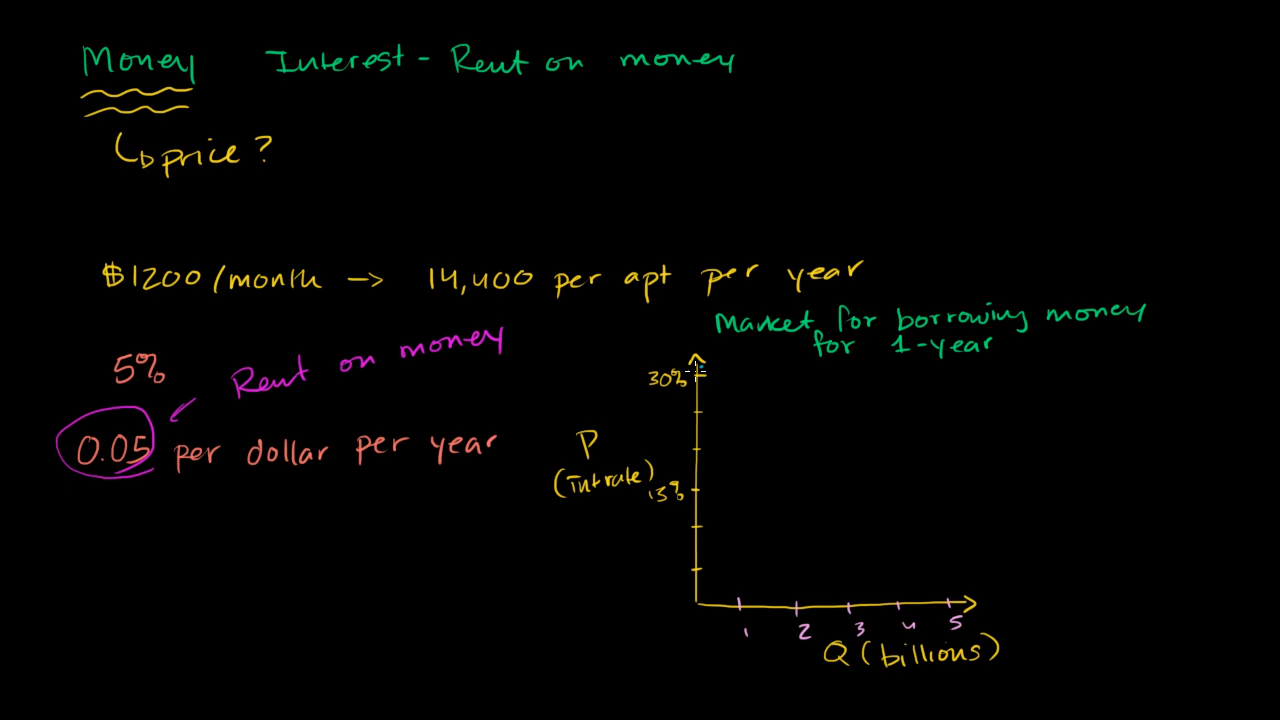 Money Interest - Rent on money
price?
$1200/month -> 14,400 per apt per year
Market for borrowing money
for 1-year
5%
Rent on money
0.05 per dollar per year
30%
P
(int rate)
15%
1 2 3 4 5
Q (billions)